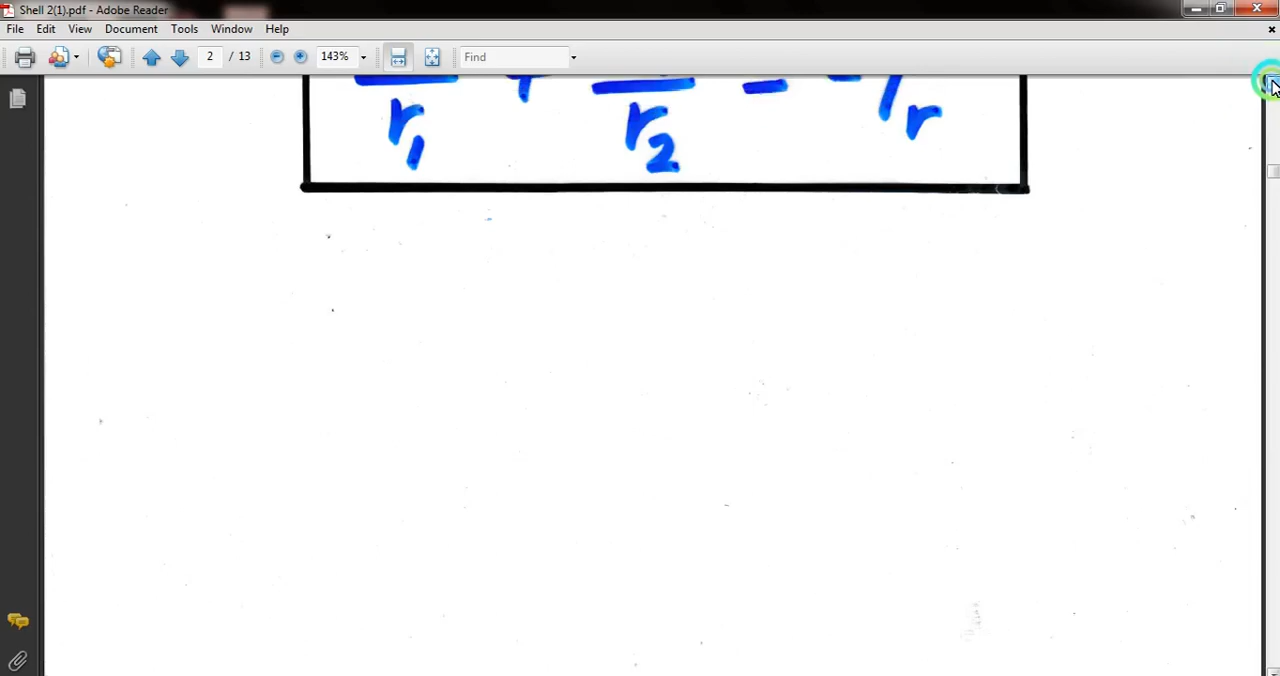 Shell 2(1).pdf - Adobe Reader
File Edit View Document Tools Window Help
2 / 13 143% Find
r1 r2 r